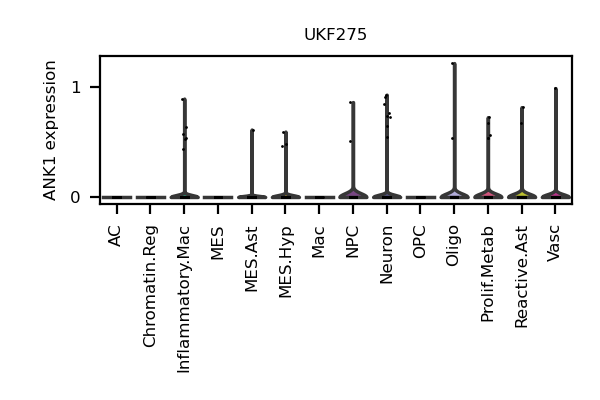 UKF275
ANK1 expression
1
0
AC
Chromatin.Reg
Inflammatory.Mac
MES
MES.Ast
MES.Hyp
Mac
NPC
Neuron
OPC
Oligo
Prolif.Metab
Reactive.Ast
Vasc